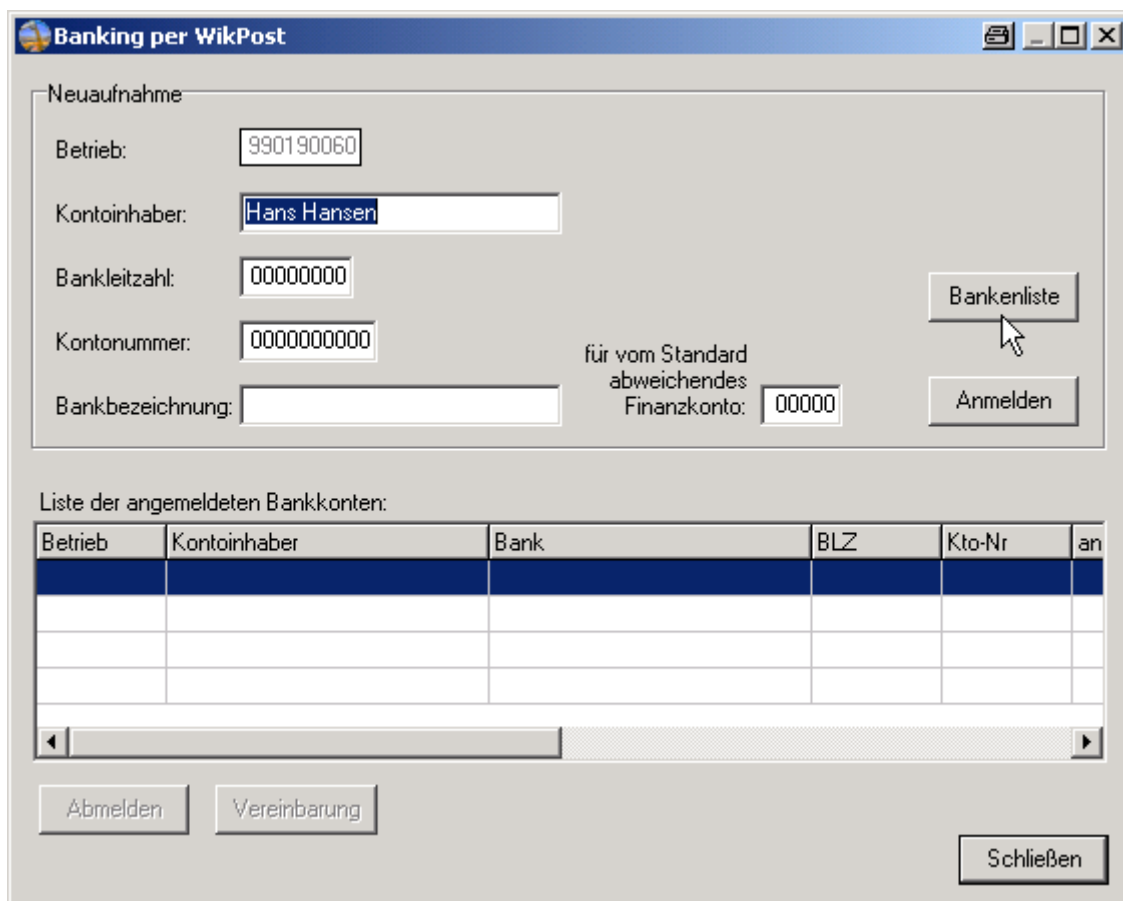 Banking per WikPost
Neuaufnahme
Betrieb: 990190060
Kontoinhaber: Hans Hansen
Bankleitzahl: 00000000
Bankenliste
Kontonummer: 0000000000
für vom Standard
abweichendes
Finanzkonto: 00000
Bankbezeichnung:
Anmelden
Liste der angemeldeten Bankkonten:
Betrieb Kontoinhaber Bank BLZ Kto-Nr an
Abmelden Vereinbarung
Schließen